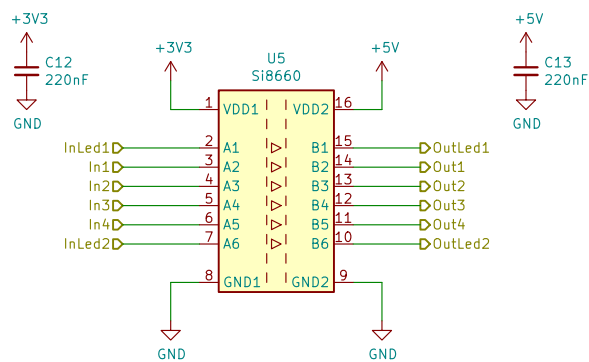 +3V3
+5V
C12
220nF
GND
C13
220nF
GND
+3V3
U5
Si8660
+5V
1 VDD1 VDD2 16
InLed1 2 A1 B1 15 OutLed1
In1 3 A2 B2 14 Out1
In2 4 A3 B3 13 Out2
In3 5 A4 B4 12 Out3
In4 6 A5 B5 11 Out4
InLed2 7 A6 B6 10 OutLed2
8 GND1 GND2 9
GND
GND